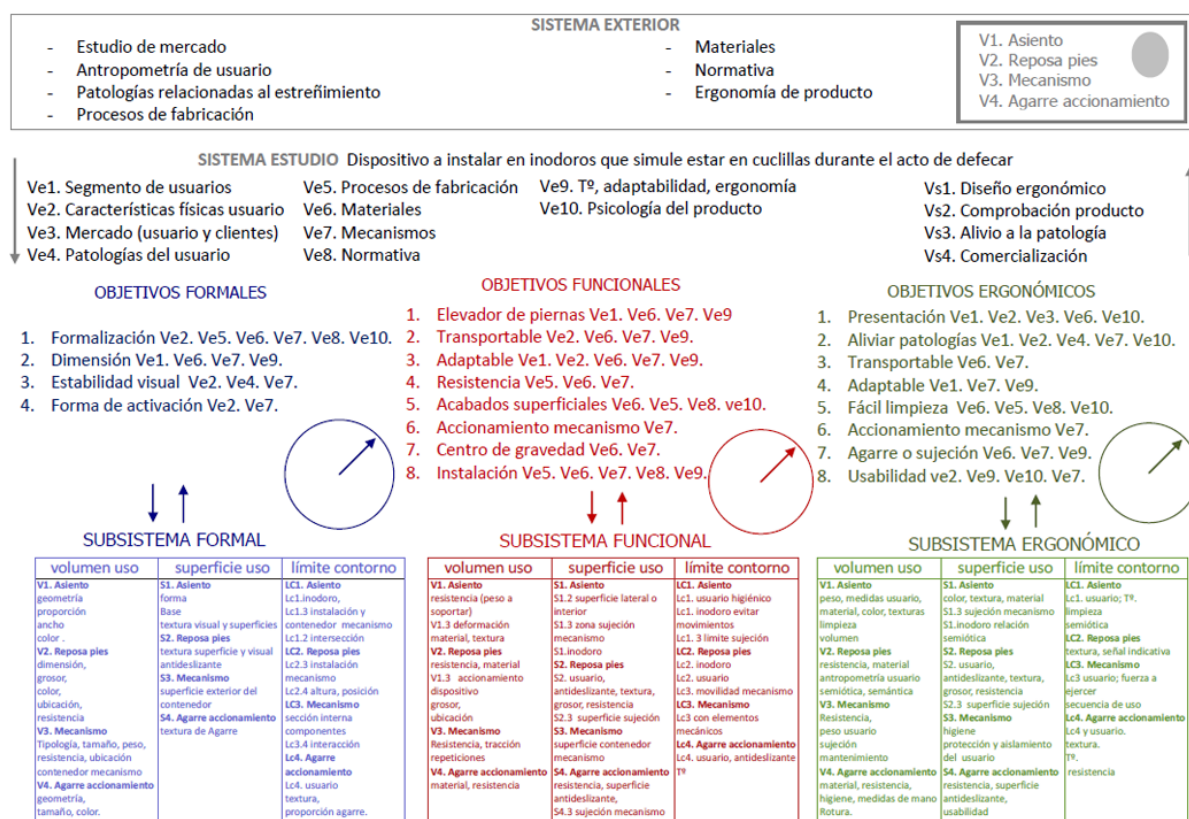 SISTEMA EXTERIOR
- Estudio de mercado
- Antropometría de usuario
- Patologías relacionadas al estreñimiento
- Procesos de fabricación
- Materiales
- Normativa
- Ergonomía de producto
V1. Asiento
V2. Reposa pies
V3. Mecanismo
V4. Agarre accionamiento
SISTEMA ESTUDIO Dispositivo a instalar en inodoros que simule estar en cuclillas durante el acto de defecar
Ve1. Segmento de usuarios
Ve2. Características físicas usuario
Ve3. Mercado (usuario y clientes)
Ve4. Patologías del usuario
Ve5. Procesos de fabricación
Ve6. Materiales
Ve7. Mecanismos
Ve8. Normativa
Ve9. Tº, adaptabilidad, ergonomía
Ve10. Psicología del producto
Vs1. Diseño ergonómico
Vs2. Comprobación producto
Vs3. Alivio a la patología
Vs4. Comercialización
OBJETIVOS FORMALES
1. Formalización Ve2. Ve5. Ve6. Ve7. Ve8. Ve10.
2. Dimensión Ve1. Ve6. Ve7. Ve9.
3. Estabilidad visual Ve2. Ve4. Ve7.
4. Forma de activación Ve2. Ve7.
OBJETIVOS FUNCIONALES
1. Elevador de piernas Ve1. Ve6. Ve7. Ve9
2. Transportable Ve2. Ve6. Ve7. Ve9.
3. Adaptable Ve1. Ve2. Ve6. Ve7. Ve9.
4. Resistencia Ve5. Ve6. Ve7.
5. Acabados superficiales Ve6. Ve5. Ve8. ve10.
6. Accionamiento mecanismo Ve7.
7. Centro de gravedad Ve6. Ve7.
8. Instalación Ve5. Ve6. Ve7. Ve8. Ve9.
OBJETIVOS ERGONÓMICOS
1. Presentación Ve1. Ve2. Ve3. Ve6. Ve10.
2. Aliviar patologías Ve1. Ve2. Ve4. Ve7. Ve10.
3. Transportable Ve6. Ve7.
4. Adaptable Ve1. Ve7. Ve9.
5. Fácil limpieza Ve6. Ve5. Ve8. Ve10.
6. Accionamiento mecanismo Ve7.
7. Agarre o sujeción Ve6. Ve7. Ve9.
8. Usabilidad ve2. Ve9. Ve10. Ve7.
SUBSISTEMA FORMAL
volumen uso
V1. Asiento
geometría
proporción
ancho
color .
V2. Reposa pies
dimensión,
grosor,
color,
ubicación,
resistencia
V3. Mecanismo
Tipología, tamaño, peso,
resistencia, ubicación
contenedor mecanismo
V4. Agarre accionamiento
geometría,
tamaño, color.
superficie uso
S1. Asiento
forma
Base
textura visual y superficies
S2. Reposa pies
textura superficie y visual
antideslizante
S3. Mecanismo
superficie exterior del
contenedor
S4. Agarre accionamiento
textura de Agarre
límite contorno
LC1. Asiento
Lc1.inodoro,
Lc1.3 instalación y
contenedor mecanismo
Lc1.2 intersección
LC2. Reposa pies
Lc2.3 instalación
mecanismo
Lc2.4 altura, posición
LC3. Mecanismo
sección interna
componentes
Lc3.4 interacción
Lc4. Agarre
accionamiento
Lc4. usuario
textura,
proporción agarre.
SUBSISTEMA FUNCIONAL
volumen uso
V1. Asiento
resistencia (peso a
soportar)
V1.3 deformación
material, textura
V2. Reposa pies
resistencia, material
V1.3 accionamiento
dispositivo
grosor,
ubicación
V3. Mecanismo
Resistencia, tracción
repeticiones
V4. Agarre accionamiento
material, resistencia
superficie uso
S1. Asiento
S1.2 superficie lateral o
interior
S1.3 zona sujeción
mecanismo
S1.inodoro
S2. Reposa pies
S2. usuario,
antideslizante, textura,
grosor, resistencia
S2.3 superficie sujeción
S3. Mecanismo
superficie contenedor
mecanismo
S4. Agarre accionamiento
resistencia, superficie
antideslizante,
S4.3 sujeción mecanismo
límite contorno
LC1. Asiento
Lc1. usuario higiénico
Lc1. inodoro evitar
movimientos
Lc1. 3 límite sujeción
LC2. Reposa pies
Lc2. inodoro
Lc2. usuario
Lc3. movilidad mecanismo
LC3. Mecanismo
Lc3 con elementos
mecánicos
Lc4. Agarre accionamiento
Lc4. usuario, antideslizante
Tº
SUBSISTEMA ERGONÓMICO
volumen uso
V1. Asiento
peso, medidas usuario,
material, color, texturas
limpieza
volumen
V2. Reposa pies
resistencia, material
antropometría usuario
semiótica, semántica
V3. Mecanismo
Resistencia,
peso usuario
sujeción
mantenimiento
V4. Agarre accionamiento
material, resistencia,
higiene, medidas de mano
Rotura.
superficie uso
S1. Asiento
color, textura, material
S1.3 sujeción mecanismo
S1.inodoro relación
semiótica
S2. Reposa pies
S2. usuario,
antideslizante, textura,
grosor, resistencia
S2.3 superficie sujeción
S3. Mecanismo
higiene
protección y aislamiento
del usuario
S4. Agarre accionamiento
resistencia, superficie
antideslizante,
usabilidad
límite contorno
LC1. Asiento
Lc1. usuario; Tº.
limpieza
semiótica
LC2. Reposa pies
textura, señal indicativa
LC3. Mecanismo
Lc3 usuario; fuerza a
ejercer
secuencia de uso
Lc4. Agarre accionamiento
Lc4 y usuario.
textura.
Tº.
resistencia